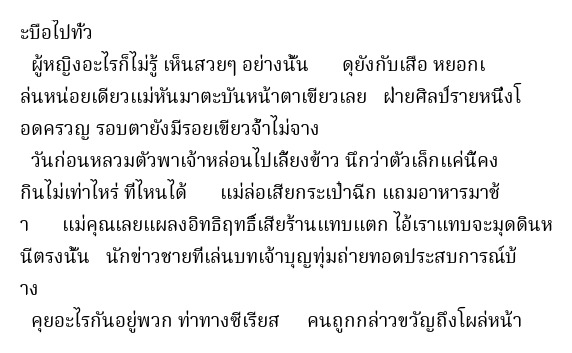 ะบือไปทั่ว
ผู้หญิงอะไรก็ไม่รู้ เห็นสวยๆ อย่างนั้น ดุยังกับเสือ หยอกเ
ล่นหน่อยเดียวแม่หันมาตะบันหน้าตาเขียวเลย ฝ่ายศิลป์รายหนึ่งโ
อดครวญ รอบตายังมีรอยเขียวจ้ำไม่จาง
วันก่อนหลวมตัวพาเจ้าหล่อนไปเลี้ยงข้าว นึกว่าตัวเล็กแค่นี้คง
กินไม่เท่าไหร่ ที่ไหนได้ แม่ล่อเสียกระเป๋าฉีก แถมอาหารมาช้
า แม่คุณเลยแผลงอิทธิฤทธิ์เสียร้านแทบแตก ไอ้เราแทบจะมุดดินห
นีตรงนั้น นักข่าวชายที่เล่นบทเจ้าบุญทุ่มถ่ายทอดประสบการณ์บ้
าง
คุยอะไรกันอยู่พวก ท่าทางซีเรียส คนถูกกล่าวขวัญถึงโผล่หน้า